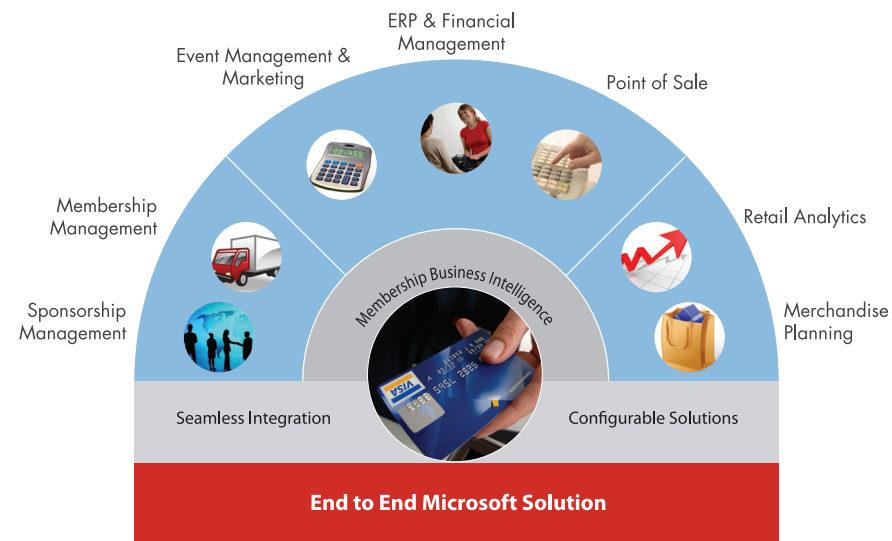 ERP & Financial
Management
Event Management &
Marketing
Point of Sale
Membership
Management
Retail Analytics
Sponsorship
Management
Merchandise
Planning
Membership Business Intelligence
VISA
Seamless Integration
Configurable Solutions
End to End Microsoft Solution